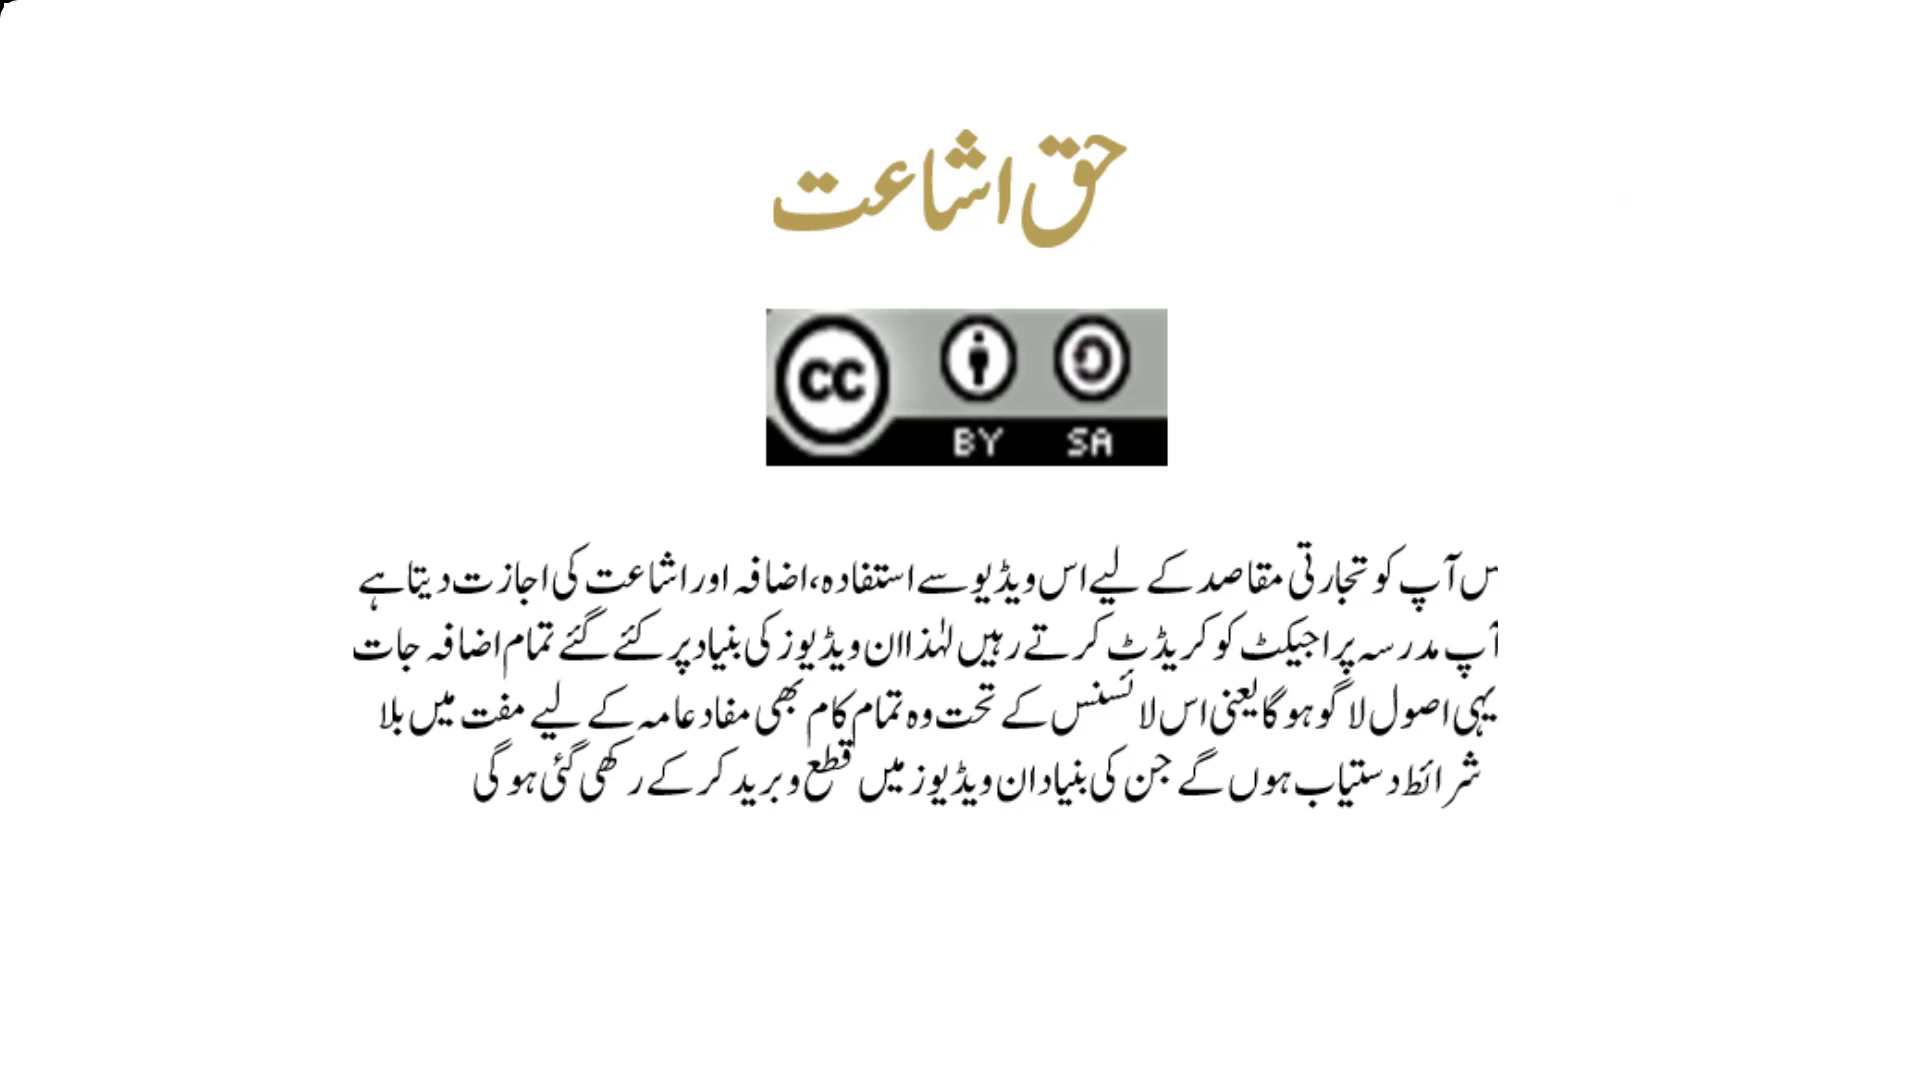 حق اشاعت
cc
BY SA
آپ کو تجارتی مقاصد کے لیے اس ویڈیو سے استفادہ، اضافہ اور اشاعت کی اجازت دیتا ہے
آپ مدرسہ پراجیکٹ کو کریڈٹ کرتے رہیں لہٰذا ان ویڈیوز کی بنیاد پر کئے گئے تمام اضافہ جات
یہی اصول لاگو ہو گا یعنی اس لائسنس کے تحت وہ تمام کام بھی مفاد عامہ کے لیے مفت میں بلا
شرائط دستیاب ہوں گے جن کی بنیاد ان ویڈیوز میں قطع و برید کر کے رکھی گئی ہو گی